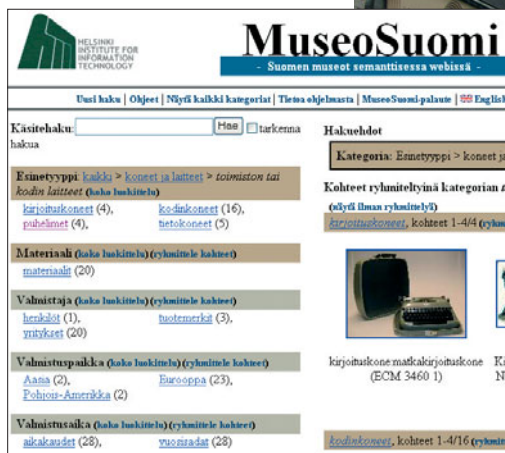 HELSINKI
INSTITUTE FOR
INFORMATION
TECHNOLOGY
MuseoSuomi
- Suomen museot semanttisessa webissä -
Uusi haku | Ohjeet | Näytä kaikki kategoriat | Tietoa ohjelmasta | MuseoSuomi-palaute | English
Käsitehaku: Hae tarkenna
hakua
Esinetyyppi: kaikki > koneet ja laitteet > toimiston tai
kodin laitteet (koko luokittelu)
kirjoituskoneet (4), kodinkoneet (16),
puhelimet (4), tietokoneet (5)
Materiaali (koko luokittelu) (ryhmittele kohteet)
materiaalit (20)
Valmistaja (koko luokittelu) (ryhmittele kohteet)
henkilöt (1), tuotemerkit (3),
yritykset (20)
Valmistuspaikka (koko luokittelu) (ryhmittele kohteet)
Aasia (2), Eurooppa (23),
Pohjois-Amerikka (2)
Valmistusaika (koko luokittelu) (ryhmittele kohteet)
aikakaudet (28), vuosisadat (28)
Hakuehdot
Kategoria: Esinetyyppi > koneet ja
Kohteet ryhmiteltyinä kategorian
(näytä ilman ryhmittelyä)
kirjoituskoneet, kohteet 1-4/4
kirjoituskone:matkakirjoituskone
(ECM 3460 1)
kodinkoneet, kohteet 1-4/16